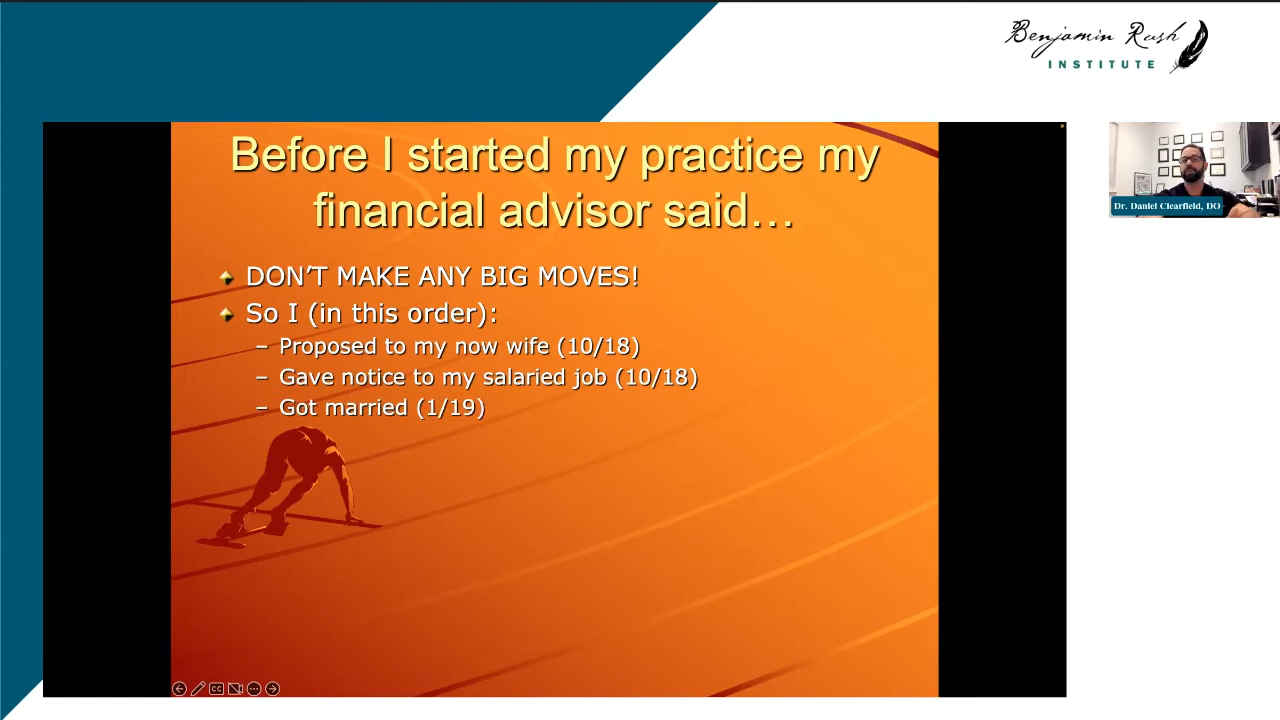 Benjamin Rush
INSTITUTE
Before I started my practice my
financial advisor said…
DON'T MAKE ANY BIG MOVES!
So I (in this order):
– Proposed to my now wife (10/18)
– Gave notice to my salaried job (10/18)
– Got married (1/19)
Dr. Daniel Clearfield, DO
CC